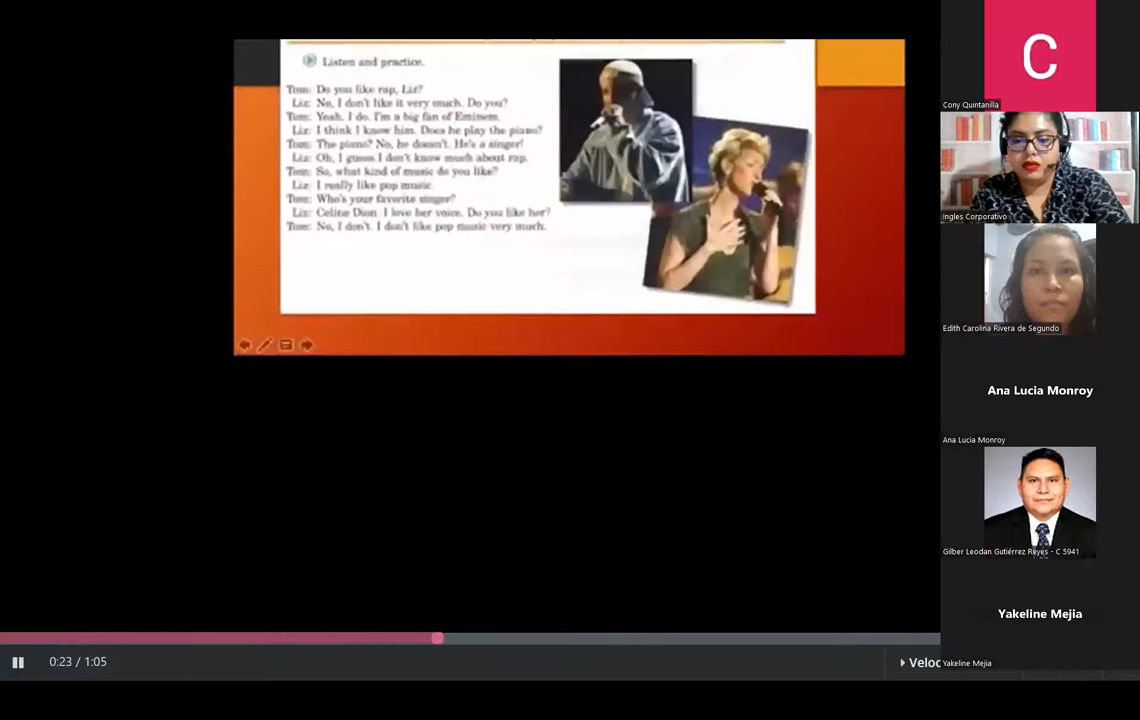 Listen and practice.
Tom: Do you like rap, Liz?
Liz: No, I don't like it very much. Do you?
Tom: Yeah, I do. I'm a big fan of Eminem.
Liz: I think I know him. Does he play the piano?
Tom: The piano? No, he doesn't. He's a singer!
Liz: Oh, I guess I don't know much about rap.
Tom: So, what kind of music do you like?
Liz: I really like pop music.
Tom: Who's your favorite singer?
Liz: Celine Dion. I love her voice. Do you like her?
Tom: No, I don't. I don't like pop music very much.
C
Cony Quintanilla
Ingles Corporativo
Edith Carolina Rivera de Segundo
Ana Lucia Monroy
Ana Lucia Monroy
Gilber Leodan Gutiérrez Reyes - C 5941
Yakeline Mejia
Yakeline Mejia
0:23 / 1:05
Veloc